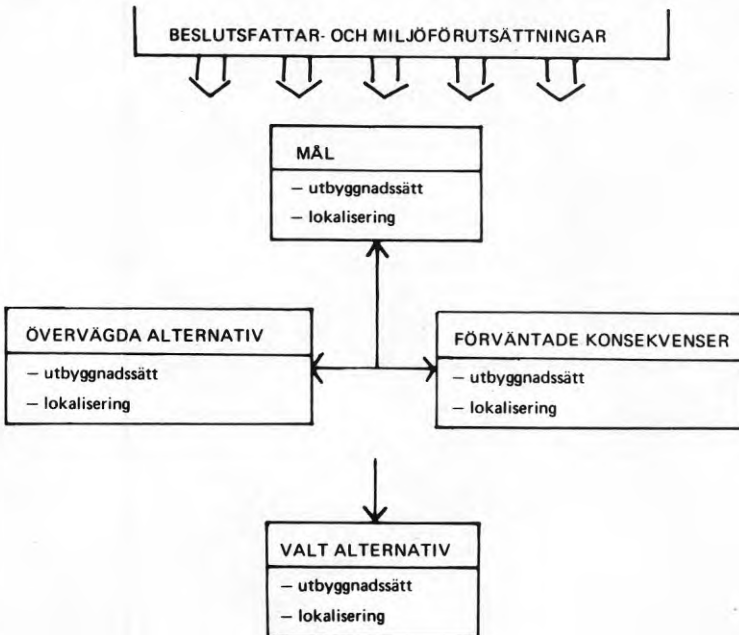 BESLUTSFATTAR- OCH MILJÖFÖRUTSÄTTNINGAR
MÅL
– utbyggnadssätt
– lokalisering
ÖVERVÄGDA ALTERNATIV
– utbyggnadssätt
– lokalisering
FÖRVÄNTADE KONSEKVENSER
– utbyggnadssätt
– lokalisering
VALT ALTERNATIV
– utbyggnadssätt
– lokalisering